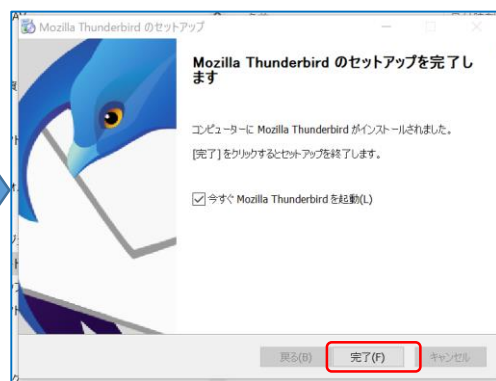 Mozilla Thunderbird のセットアップ
Mozilla Thunderbird のセットアップを完了し
ます
コンピューターに Mozilla Thunderbird がインストールされました。
[完了] をクリックするとセットアップを終了します。
今すぐ Mozilla Thunderbird を起動(L)
戻る(B)
完了(F)
キャンセル